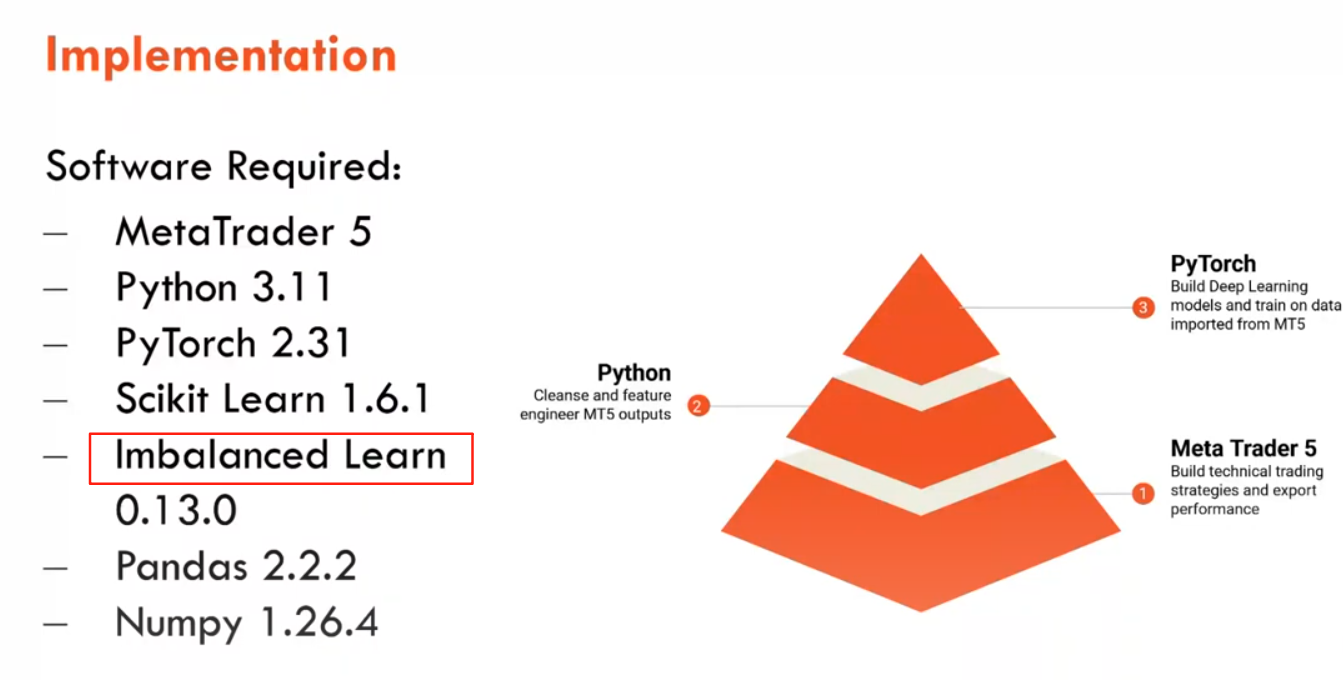 Implementation
Software Required:
– MetaTrader 5
– Python 3.11
– PyTorch 2.31
– Scikit Learn 1.6.1
– Imbalanced Learn
0.13.0
– Pandas 2.2.2
– Numpy 1.26.4
PyTorch
Build Deep Learning
models and train on data
imported from MT5
3
Python
Cleanse and feature
engineer MT5 outputs
2
Meta Trader 5
Build technical trading
strategies and export
performance
1